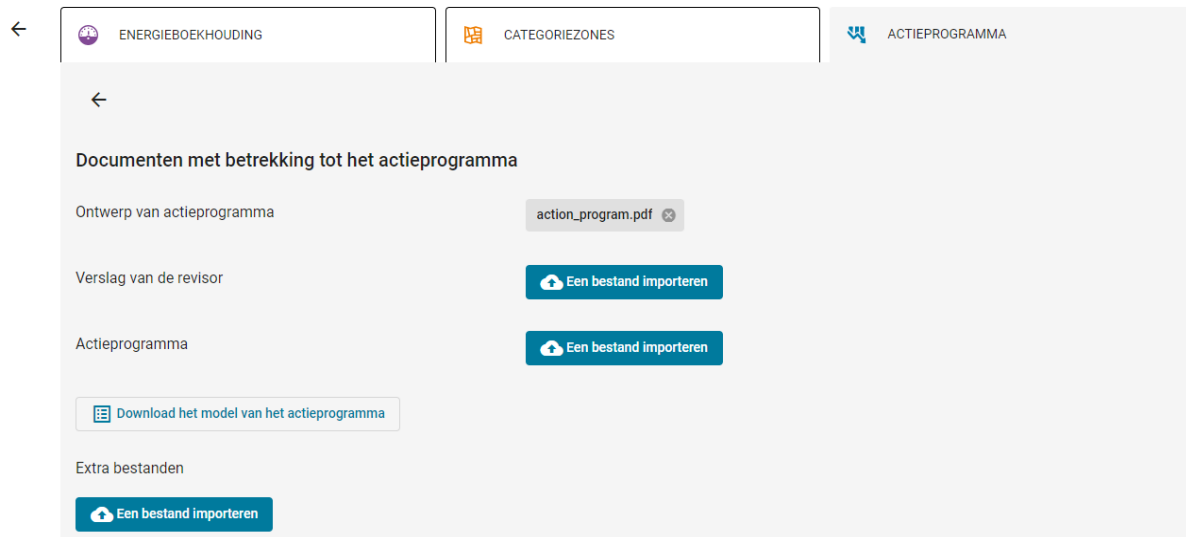 ENERGIEBOEKHOUDING
CATEGORIEZONES
ACTIEPROGRAMMA
Documenten met betrekking tot het actieprogramma
Ontwerp van actieprogramma
action_program.pdf
Verslag van de revisor
Een bestand importeren
Actieprogramma
Een bestand importeren
Download het model van het actieprogramma
Extra bestanden
Een bestand importeren